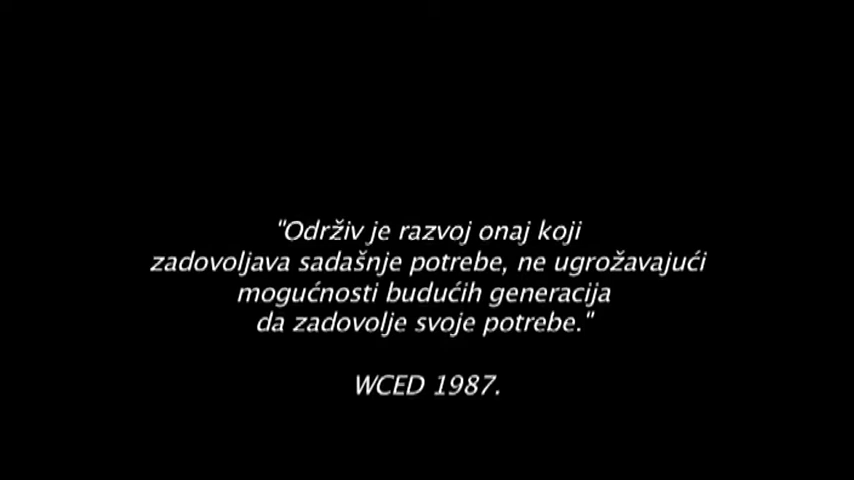 "Održiv je razvoj onaj koji
zadovoljava sadašnje potrebe, ne ugrožavajući
mogućnosti budućih generacija
da zadovolje svoje potrebe."
WCED 1987.